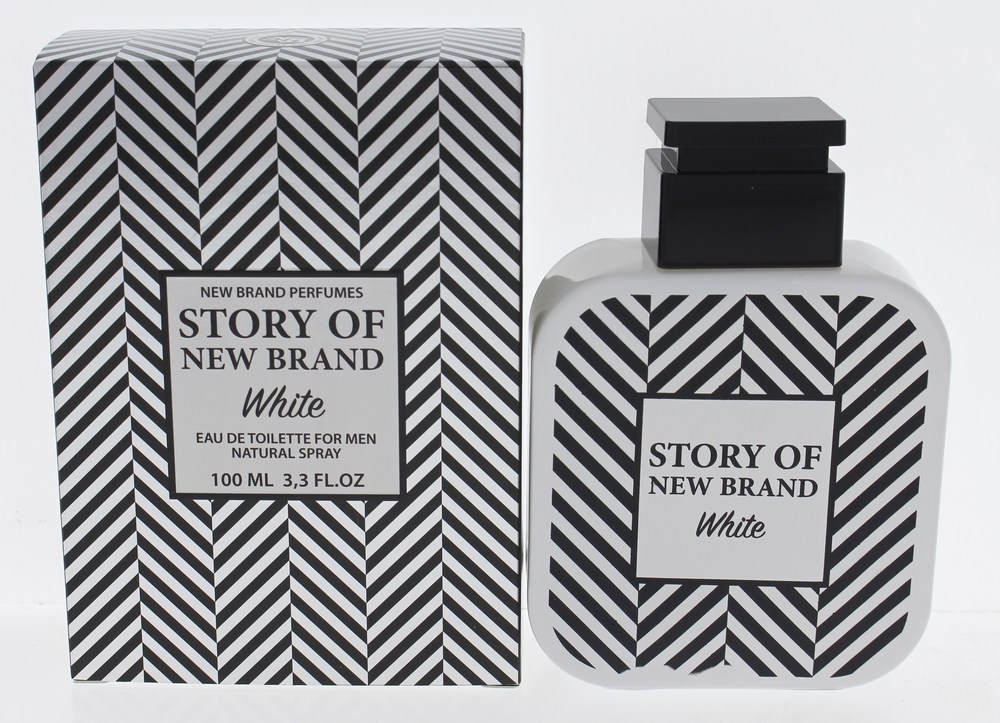 NEW BRAND PERFUMES
STORY OF
NEW BRAND
White
EAU DE TOILETTE FOR MEN
NATURAL SPRAY
100 ML 3,3 FL.OZ
STORY OF
NEW BRAND
White